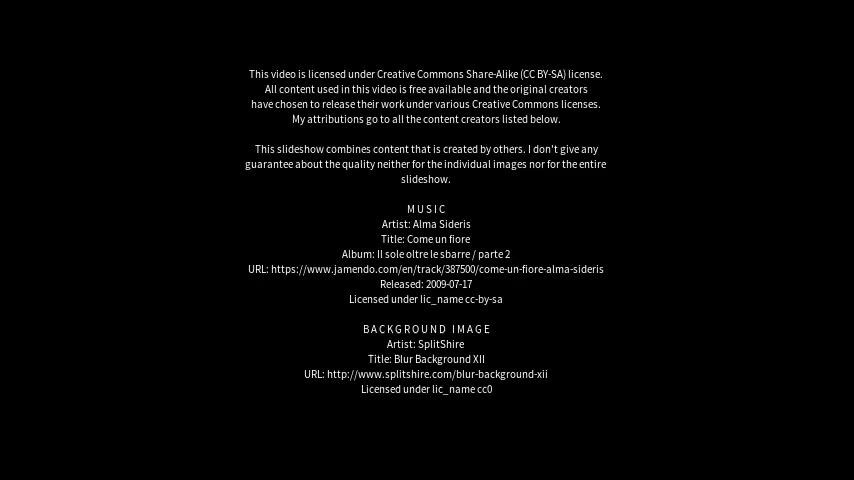 This video is licensed under Creative Commons Share-Alike (CC BY-SA) license.
All content used in this video is free available and the original creators
have chosen to release their work under various Creative Commons licenses.
My attributions go to all the content creators listed below.
This slideshow combines content that is created by others. I don't give any
guarantee about the quality neither for the individual images nor for the entire
slideshow.
MUSIC
Artist: Alma Sideris
Title: Come un fiore
Album: Il sole oltre le sbarre / parte 2
URL: https://www.jamendo.com/en/track/387500/come-un-fiore-alma-sideris
Released: 2009-07-17
Licensed under lic_name cc-by-sa
BACKGROUND IMAGE
Artist: SplitShire
Title: Blur Background XII
URL: http://www.splitshire.com/blur-background-xii
Licensed under lic_name cc0